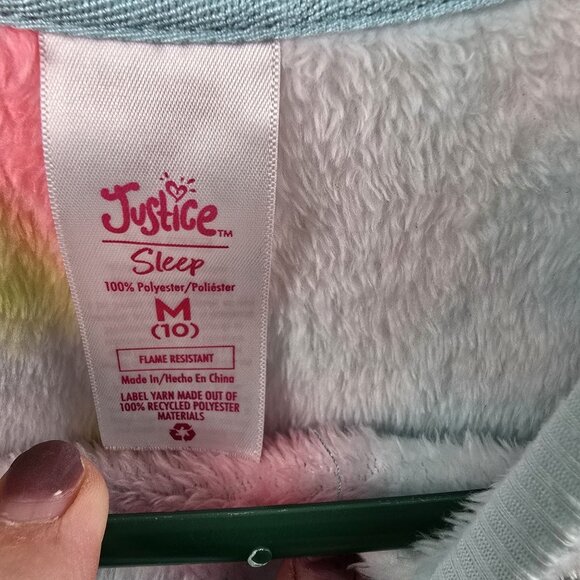 Justice™
Sleep
100% Polyester/Poliéster
M
(10)
FLAME RESISTANT
Made In/Hecho En China
LABEL YARN MADE OUT OF
100% RECYCLED POLYESTER
MATERIALS